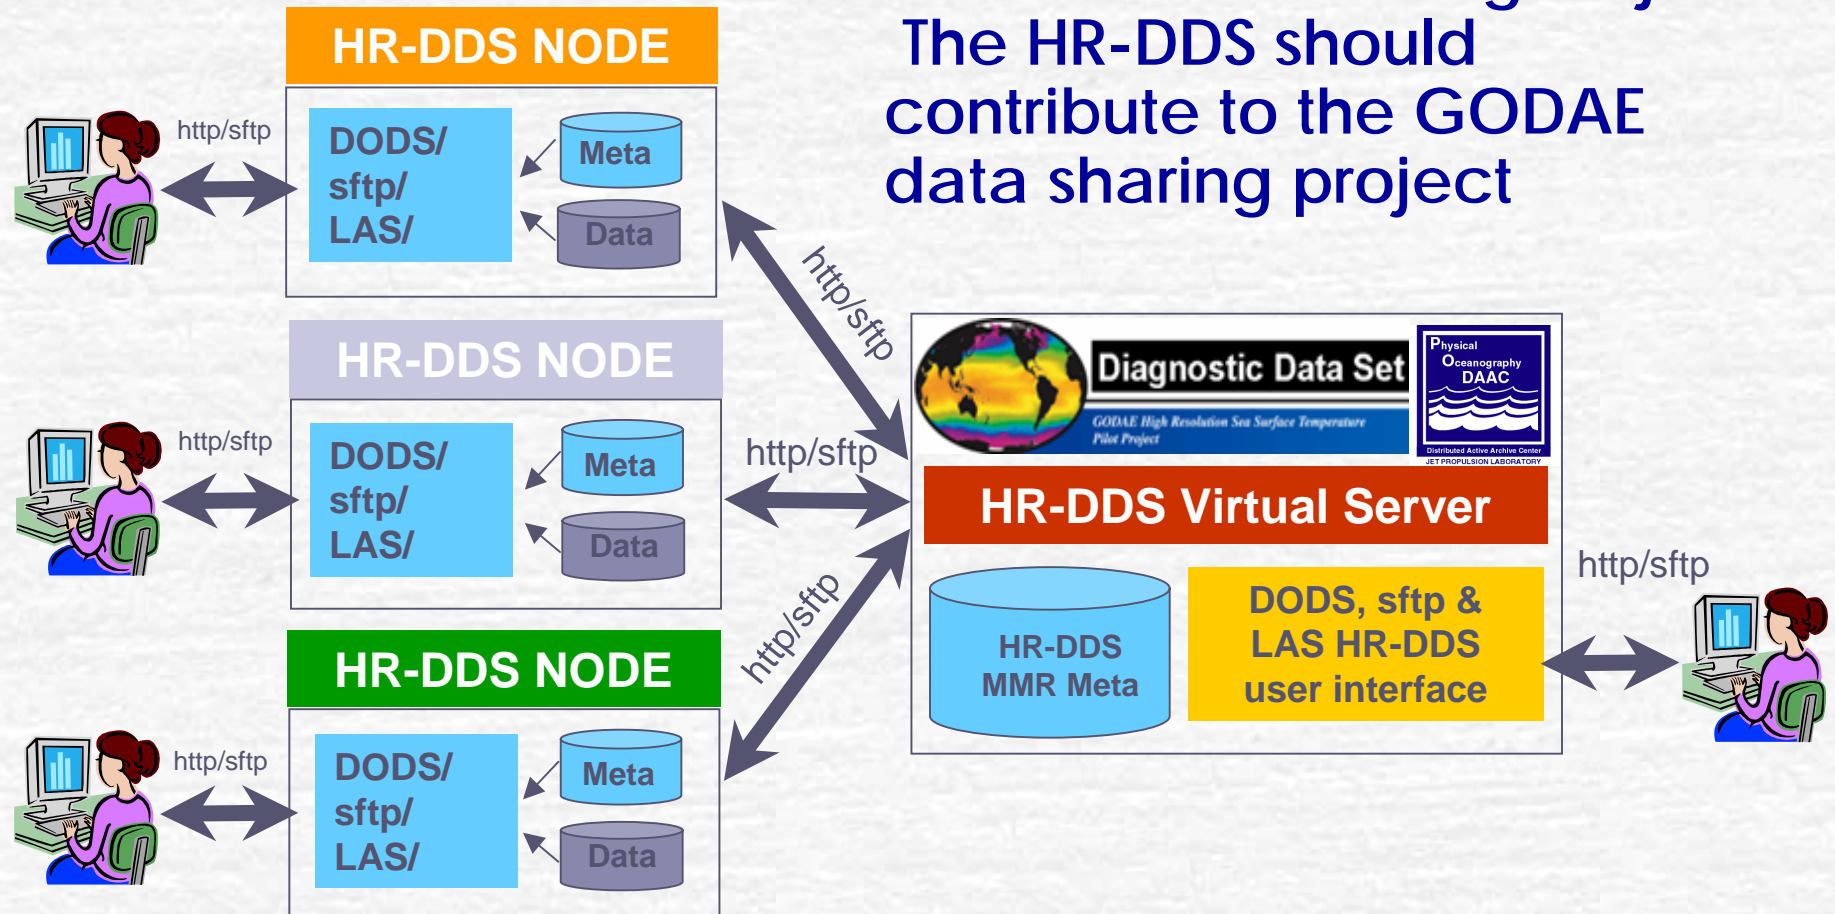 The HR-DDS should
contribute to the GODAE
data sharing project
HR-DDS NODE
http/sftp
DODS/
sftp/
LAS/
Meta
Data
http/sftp
HR-DDS NODE
http/sftp
DODS/
sftp/
LAS/
Meta
Data
http/sftp
HR-DDS NODE
http/sftp
DODS/
sftp/
LAS/
Meta
Data
http/sftp
Diagnostic Data Set
GODAE High Resolution Sea Surface Temperature
Pilot Project
Physical
Oceanography
DAAC
Distributed Active Archive Center
JET PROPULSION LABORATORY
HR-DDS Virtual Server
HR-DDS
MMR Meta
DODS, sftp &
LAS HR-DDS
user interface
http/sftp